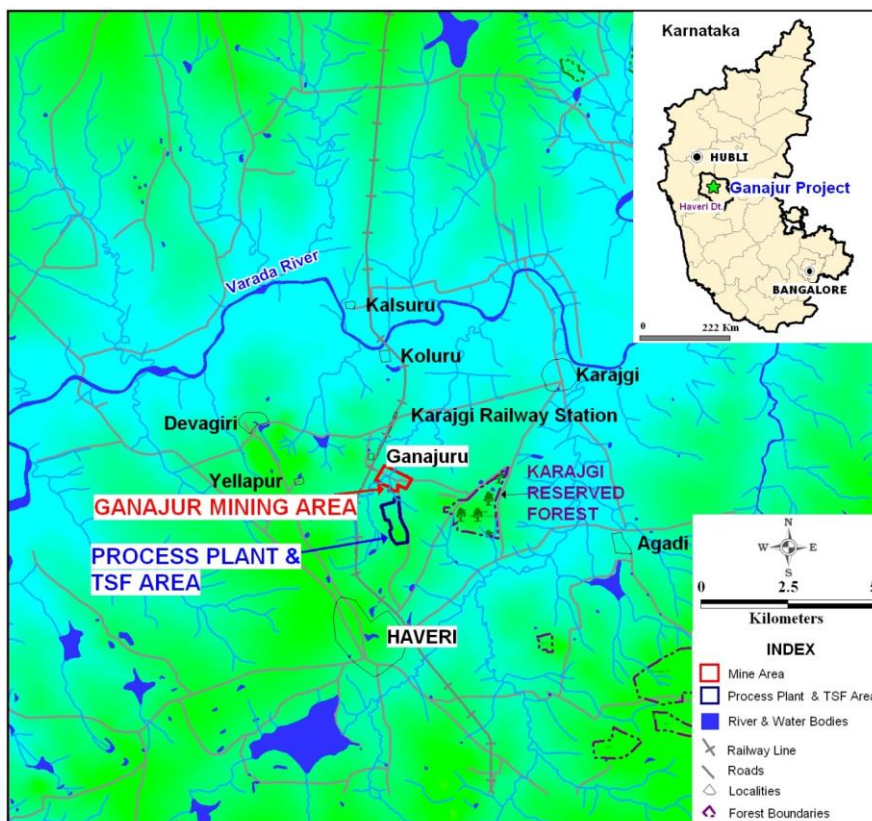 Karnataka
HUBLI
Ganajur Project
Haveri Dt.
BANGALORE
0 222 Km
Varada River
Kalsuru
Koluru
Karajgi
Karajgi Railway Station
Devagiri
Ganajuru
Yellapur
KARAJGI
RESERVED
FOREST
GANAJUR MINING AREA
PROCESS PLANT &
TSF AREA
Agadi
HAVERI
N
W E
S
0 2.5 5
Kilometers
INDEX
Mine Area
Process Plant & TSF Area
River & Water Bodies
Railway Line
Roads
Localities
Forest Boundaries